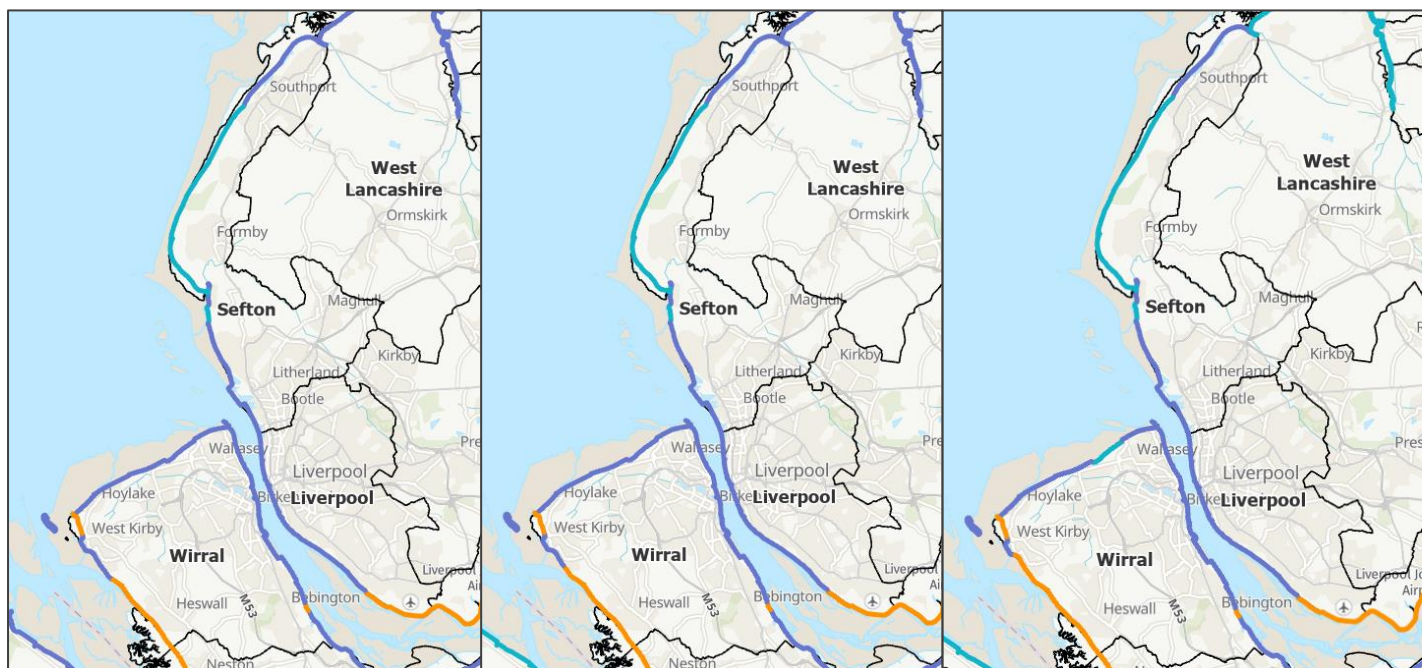 Southport
West
Lancashire
Ormskirk
Formby
Sefton
Maghull
Kirkby
Litherland
Bootle
Wallasey
Liverpool
Liverpool
Hoylake
West Kirby
Wirral
Liverpool
Heswall
M53
Bebington
Neston
Southport
West
Lancashire
Ormskirk
Formby
Sefton
Maghull
Kirkby
Litherland
Bootle
Liverpool
Liverpool
Hoylake
West Kirby
Wirral
Liverpool
Heswall
M53
Bebington
Neston
Southport
West
Lancashire
Ormskirk
Formby
Sefton
Kirkby
Litherland
Bootle
Wallasey
Liverpool
Liverpool
Hoylake
West Kirby
Wirral
Heswall
M53
Bebington